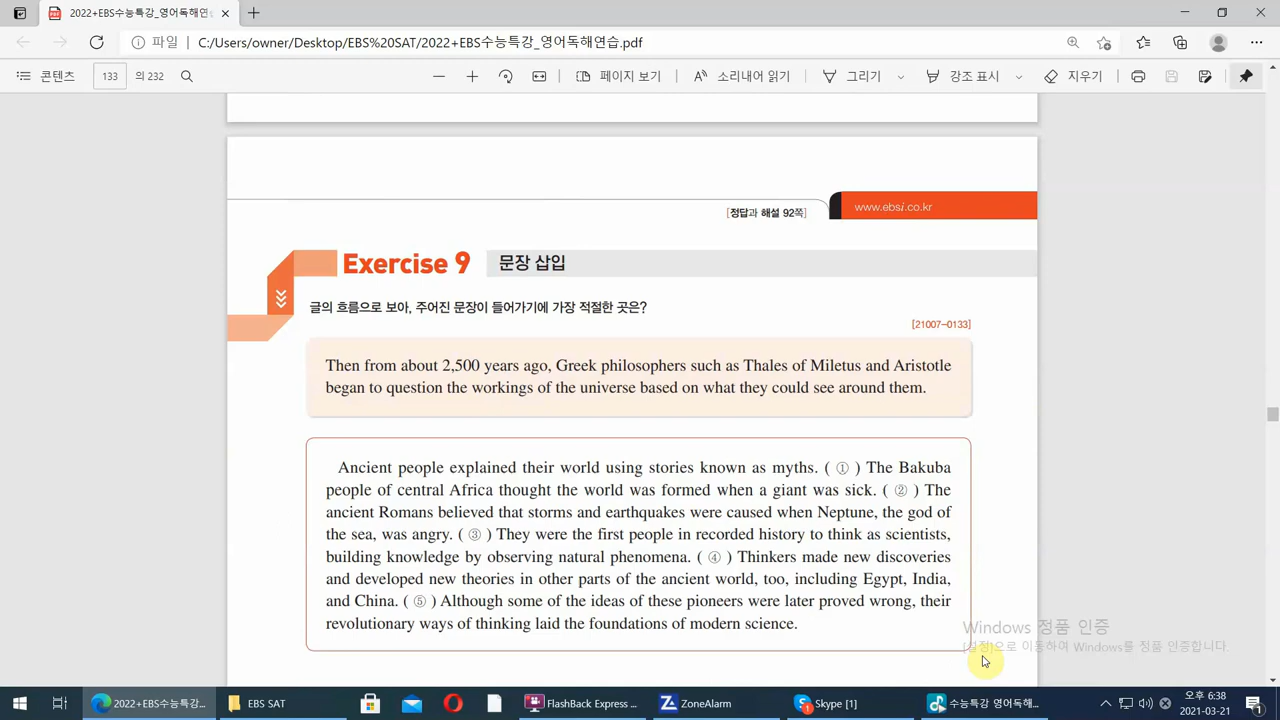 2022+EBS수능특강_영어독해연습
파일 C:/Users/owner/Desktop/EBS%20SAT/2022+EBS수능특강_영어독해연습.pdf
콘텐츠 133 의 232 페이지 보기 소리내어 읽기 그리기 강조 표시 지우기
[정답과 해설 92쪽] www.ebsi.co.kr
Exercise 9 문장 삽입
글의 흐름으로 보아, 주어진 문장이 들어가기에 가장 적절한 곳은?
[21007-0133]
Then from about 2,500 years ago, Greek philosophers such as Thales of Miletus and Aristotle
began to question the workings of the universe based on what they could see around them.
Ancient people explained their world using stories known as myths. ( ① ) The Bakuba
people of central Africa thought the world was formed when a giant was sick. ( ② ) The
ancient Romans believed that storms and earthquakes were caused when Neptune, the god of
the sea, was angry. ( ③ ) They were the first people in recorded history to think as scientists,
building knowledge by observing natural phenomena. ( ④ ) Thinkers made new discoveries
and developed new theories in other parts of the ancient world, too, including Egypt, India,
and China. ( ⑤ ) Although some of the ideas of these pioneers were later proved wrong, their
revolutionary ways of thinking laid the foundations of modern science.
Windows 정품 인증
[설정]으로 이동하여 Windows를 정품 인증합니다.
2022+EBS수능특강... EBS SAT FlashBack Express ... ZoneAlarm Skype [1] 수능특강 영어독해... 오후 6:38
2021-03-21